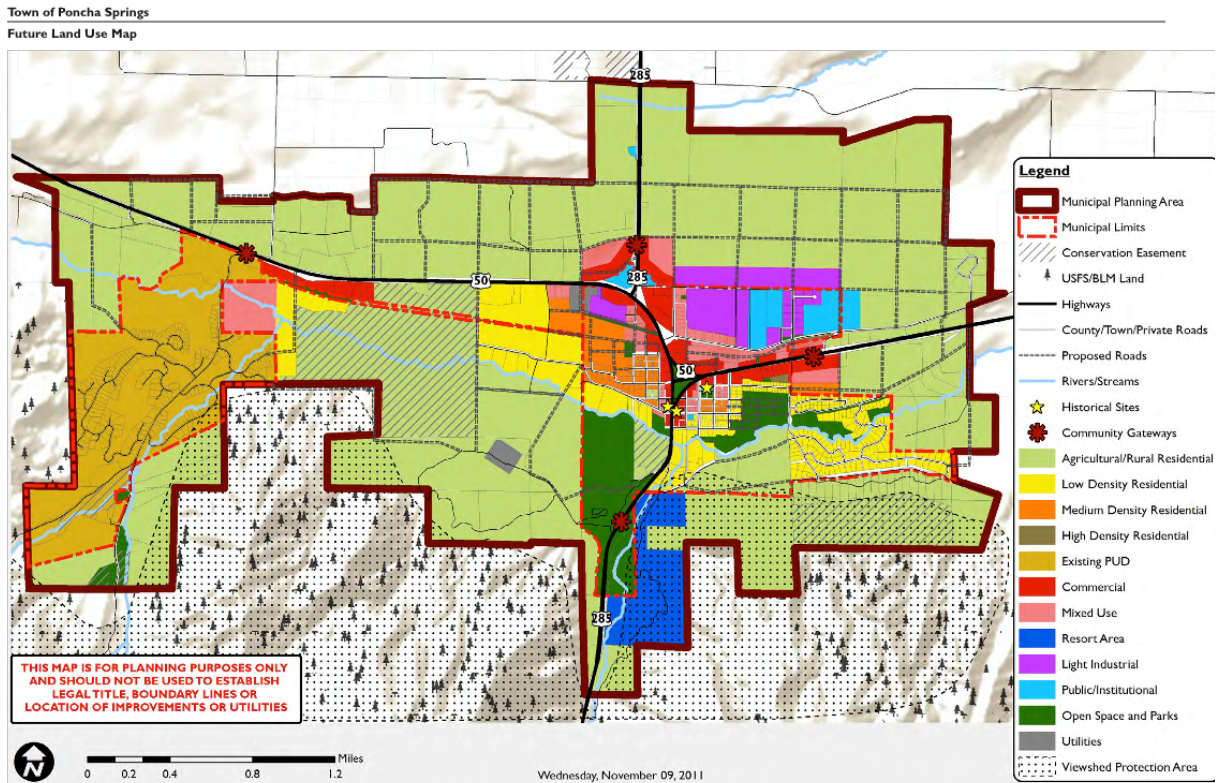 Town of Poncha Springs
Future Land Use Map
285
285
50
50
285
Legend
Municipal Planning Area
Municipal Limits
Conservation Easement
USFS/BLM Land
Highways
County/Town/Private Roads
Proposed Roads
Rivers/Streams
Historical Sites
Community Gateways
Agricultural/Rural Residential
Low Density Residential
Medium Density Residential
High Density Residential
Existing PUD
Commercial
Mixed Use
Resort Area
Light Industrial
Public/Institutional
Open Space and Parks
Utilities
Viewshed Protection Area
THIS MAP IS FOR PLANNING PURPOSES ONLY
AND SHOULD NOT BE USED TO ESTABLISH
LEGAL TITLE, BOUNDARY LINES OR
LOCATION OF IMPROVEMENTS OR UTILITIES
N
Miles
0 0.2 0.4 0.8 1.2
Wednesday, November 09, 2011